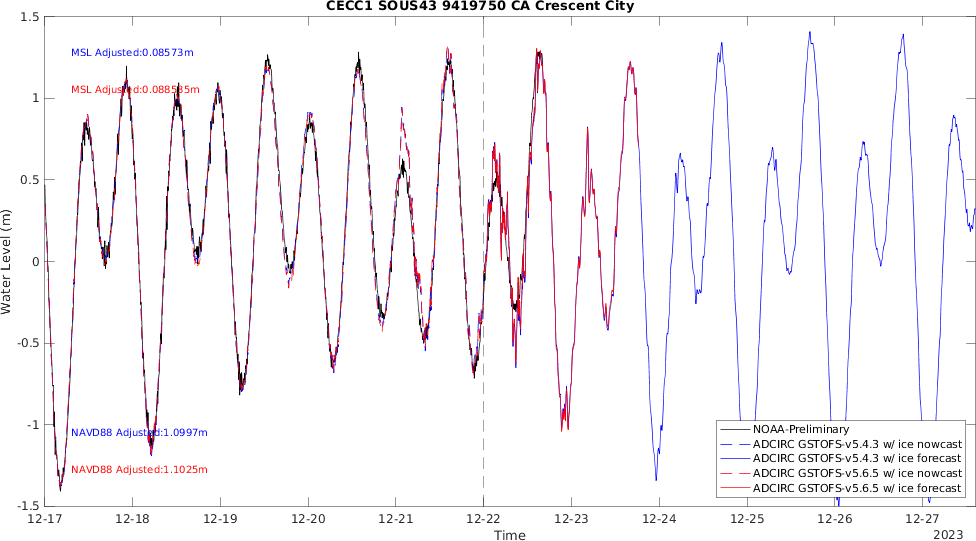 CECC1 SOUS43 9419750 CA Crescent City
1.5
1
0.5
0
-0.5
-1
-1.5
Water Level (m)
MSL Adjusted:0.08573m
MSL Adjusted:0.088535m
NAVD88 Adjusted:1.0997m
NAVD88 Adjusted:1.1025m
NOAA-Preliminary
ADCIRC GSTOFS-v5.4.3 w/ ice nowcast
ADCIRC GSTOFS-v5.4.3 w/ ice forecast
ADCIRC GSTOFS-v5.6.5 w/ ice nowcast
ADCIRC GSTOFS-v5.6.5 w/ ice forecast
12-17 12-18 12-19 12-20 12-21 12-22 12-23 12-24 12-25 12-26 12-27
Time
2023